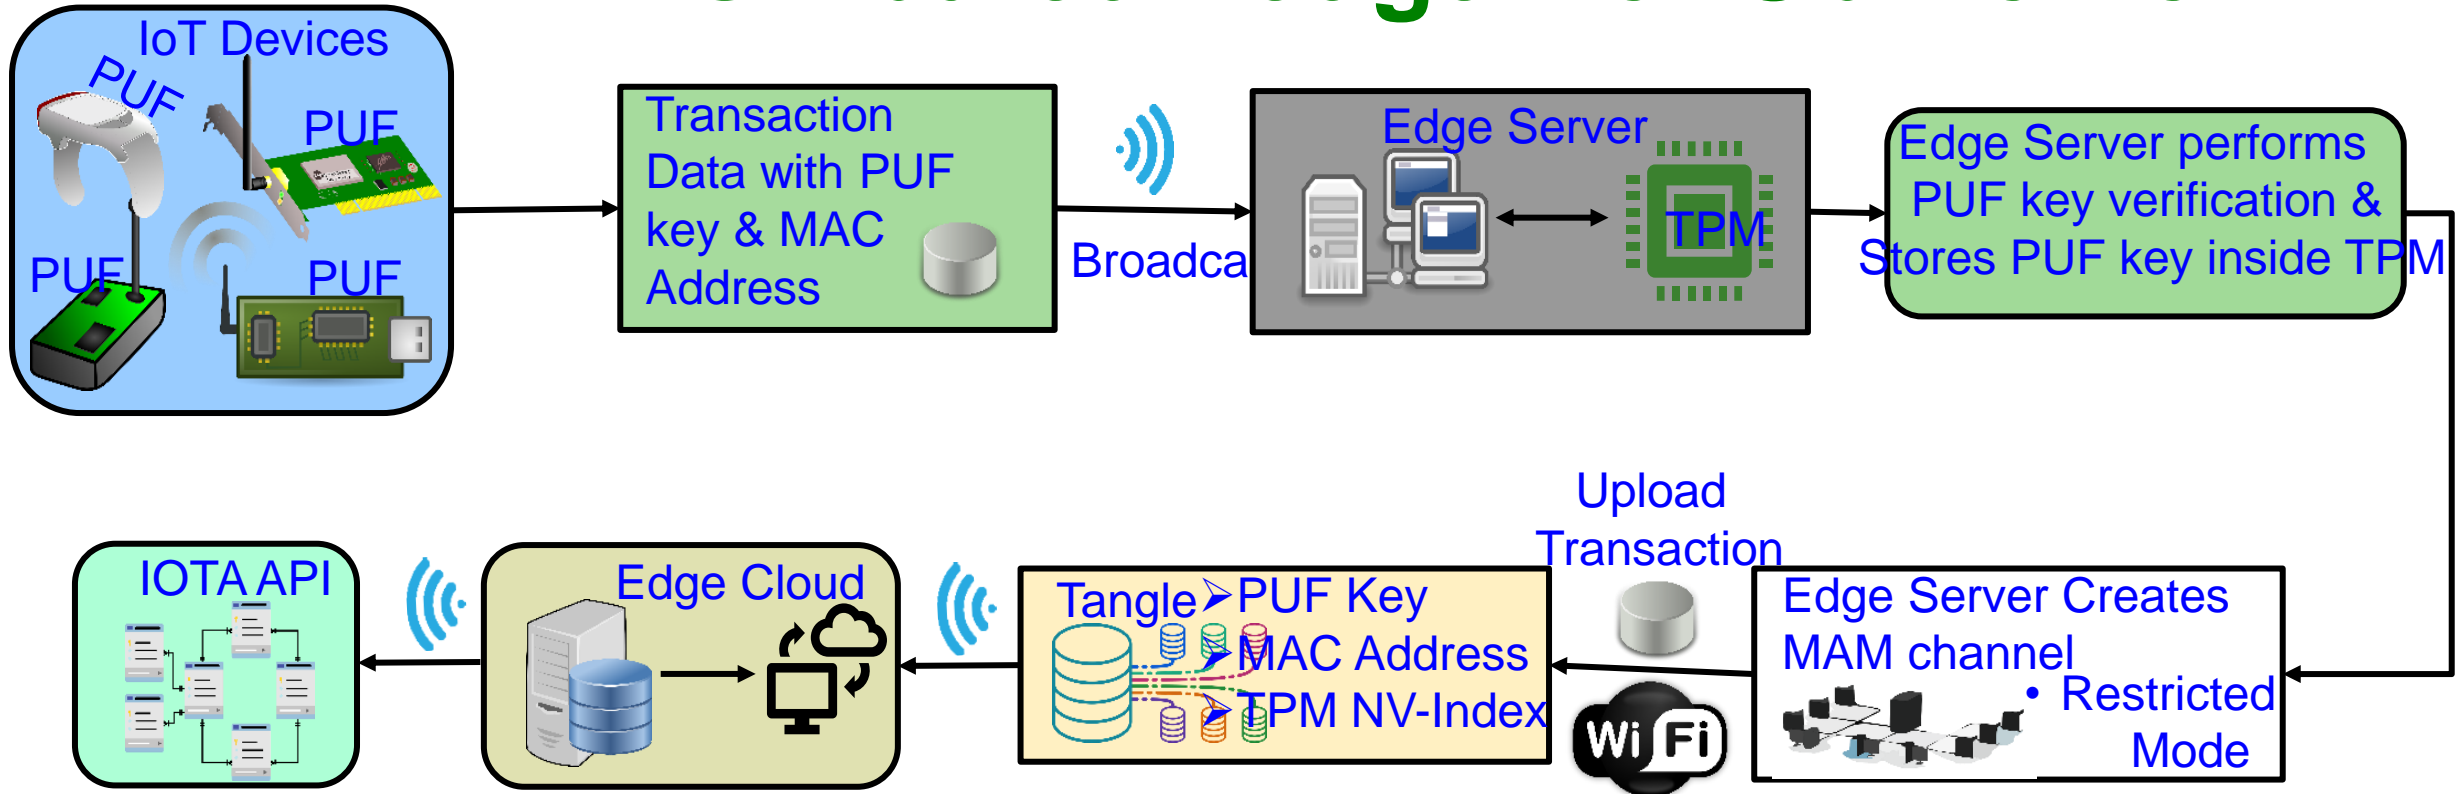 IoT Devices
PUF
PUF
PUF
PUF
Transaction
Data with PUF
key & MAC
Address
Broadca
Edge Server
TPM
Edge Server performs
PUF key verification &
Stores PUF key inside TPM
Upload
Transaction
Edge Server Creates
MAM channel
• Restricted
Mode
Wi Fi
Tangle
➢PUF Key
➢MAC Address
➢TPM NV-Index
Edge Cloud
IOTA API